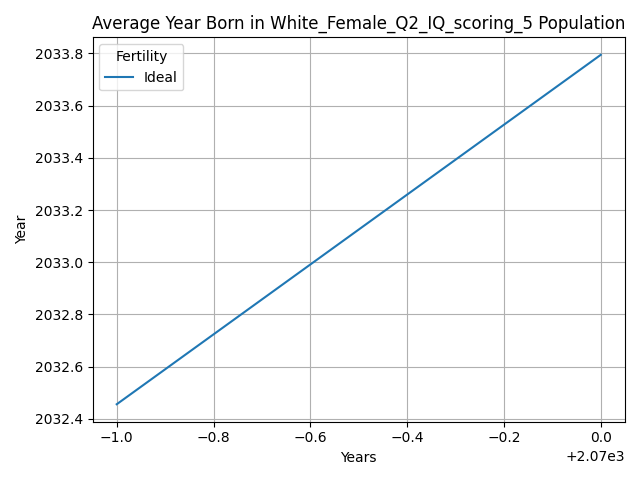 Average Year Born in White_Female_Q2_IQ_scoring_5 Population
Fertility
Ideal
2033.8
2033.6
2033.4
2033.2
2033.0
2032.8
2032.6
2032.4
Year
−1.0 −0.8 −0.6 −0.4 −0.2 0.0
+2.07e3
Years